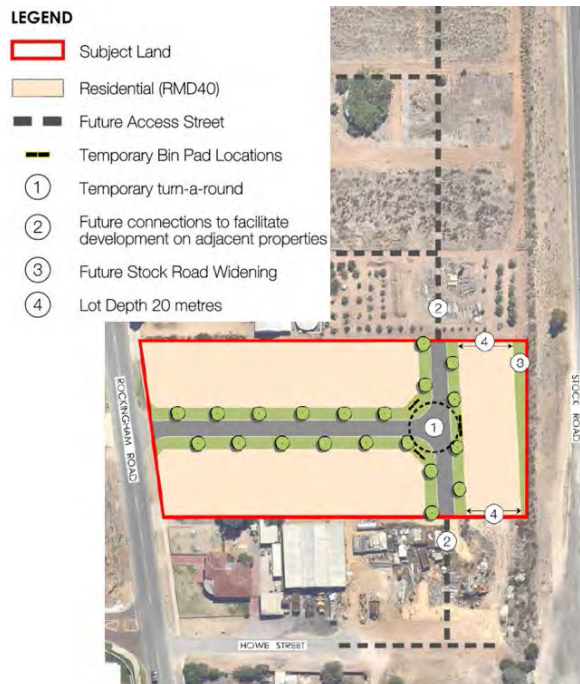 LEGEND
Subject Land
Residential (RMD40)
Future Access Street
Temporary Bin Pad Locations
1 Temporary turn-a-round
2 Future connections to facilitate
development on adjacent properties
3 Future Stock Road Widening
4 Lot Depth 20 metres
2
4
3
ROCKINGHAM ROAD
STOCK ROAD
1
4
2
HOWE STREET